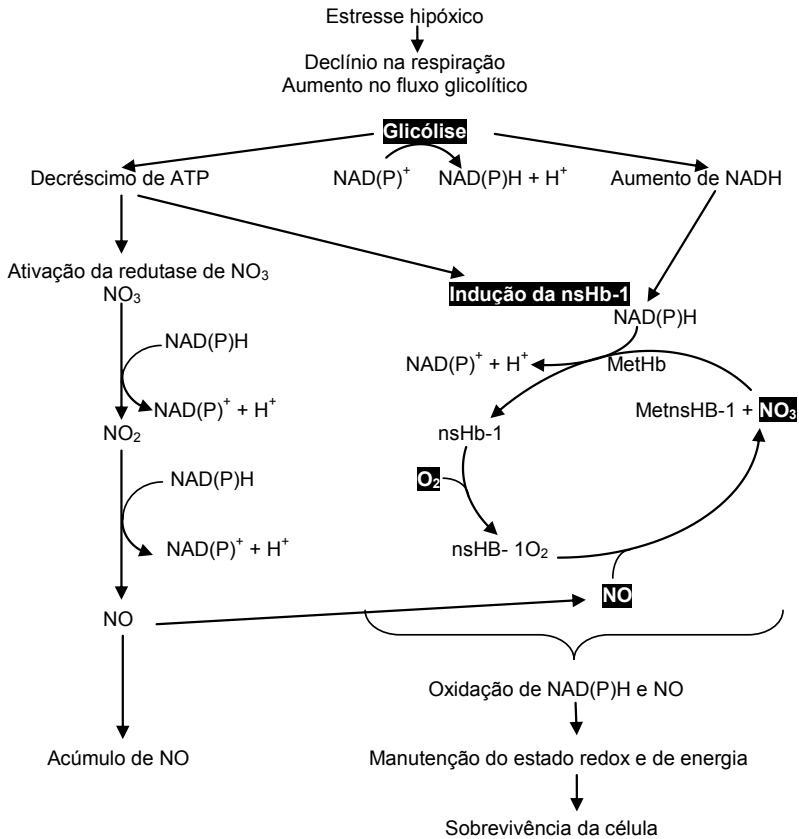 Estresse hipóxico
Declínio na respiração
Aumento no fluxo glicolítico
Glicólise
Decréscimo de ATP
NAD(P)⁺
NAD(P)H + H⁺
Aumento de NADH
Ativação da redutase de NO₃
NO₃
Indução da nsHb-1
NAD(P)H
NAD(P)H
NAD(P)⁺ + H⁺
MetHb
NAD(P)⁺ + H⁺
MetnsHB-1 + NO₃
NO₂
nsHb-1
NAD(P)H
O₂
NAD(P)⁺ + H⁺
nsHB- 1O₂
NO
NO
Oxidação de NAD(P)H e NO
Acúmulo de NO
Manutenção do estado redox e de energia
Sobrevivência da célula